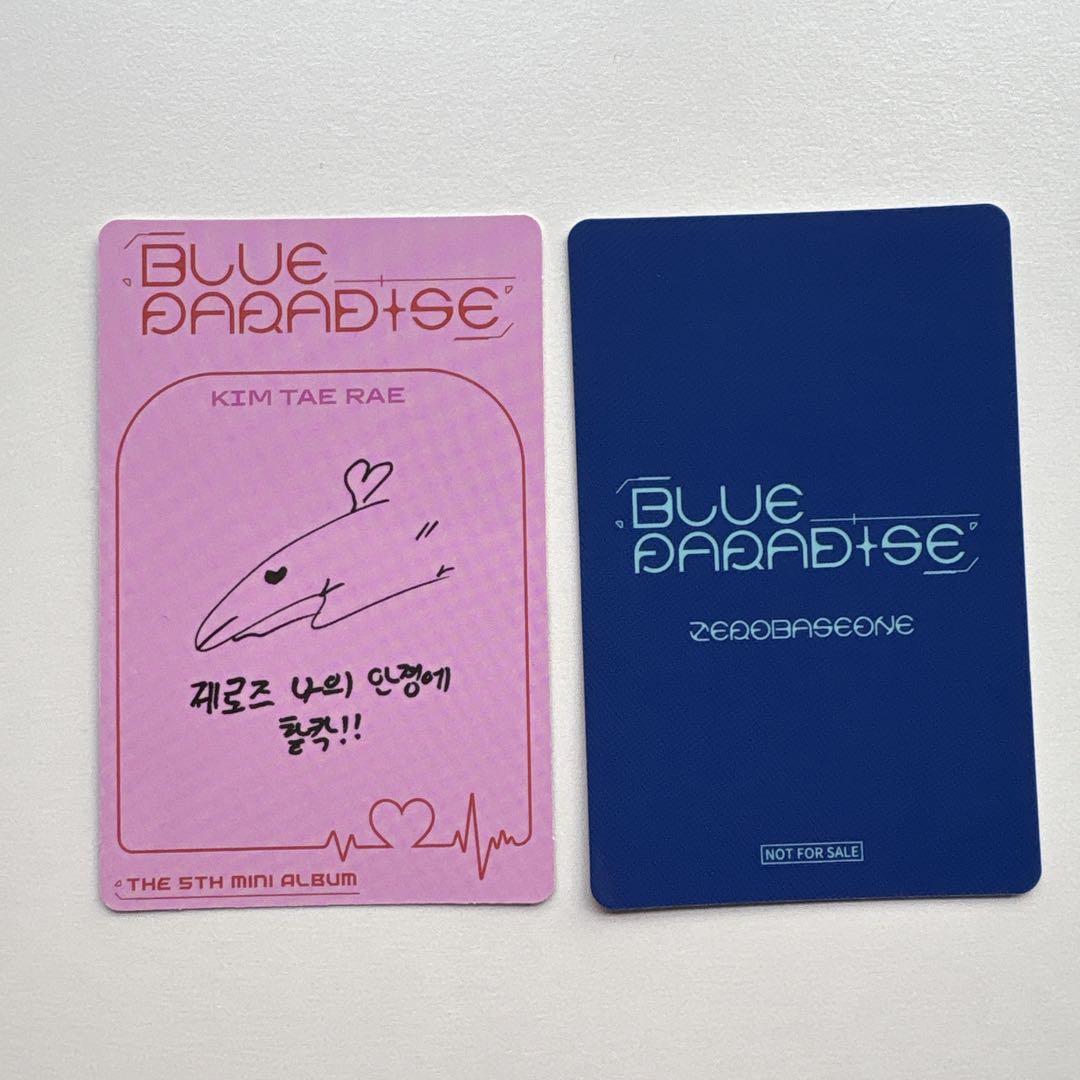 BLUE
PARADISE
KIM TAE RAE
제로즈 나의 안정에
찰칵!!
THE 5TH MINI ALBUM
BLUE
PARADISE
ZEROBASEONE
NOT FOR SALE